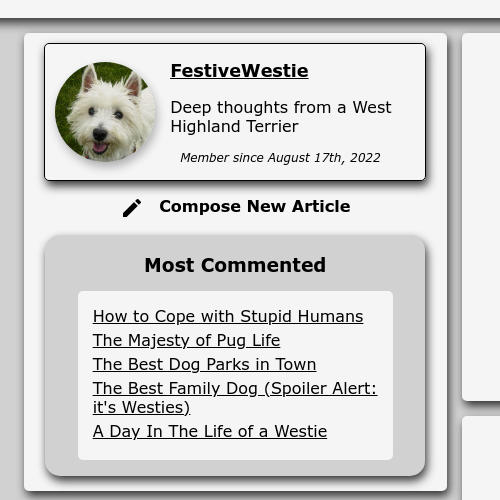 FestiveWestie
Deep thoughts from a West
Highland Terrier
Member since August 17th, 2022
Compose New Article
Most Commented
How to Cope with Stupid Humans
The Majesty of Pug Life
The Best Dog Parks in Town
The Best Family Dog (Spoiler Alert:
it's Westies)
A Day In The Life of a Westie